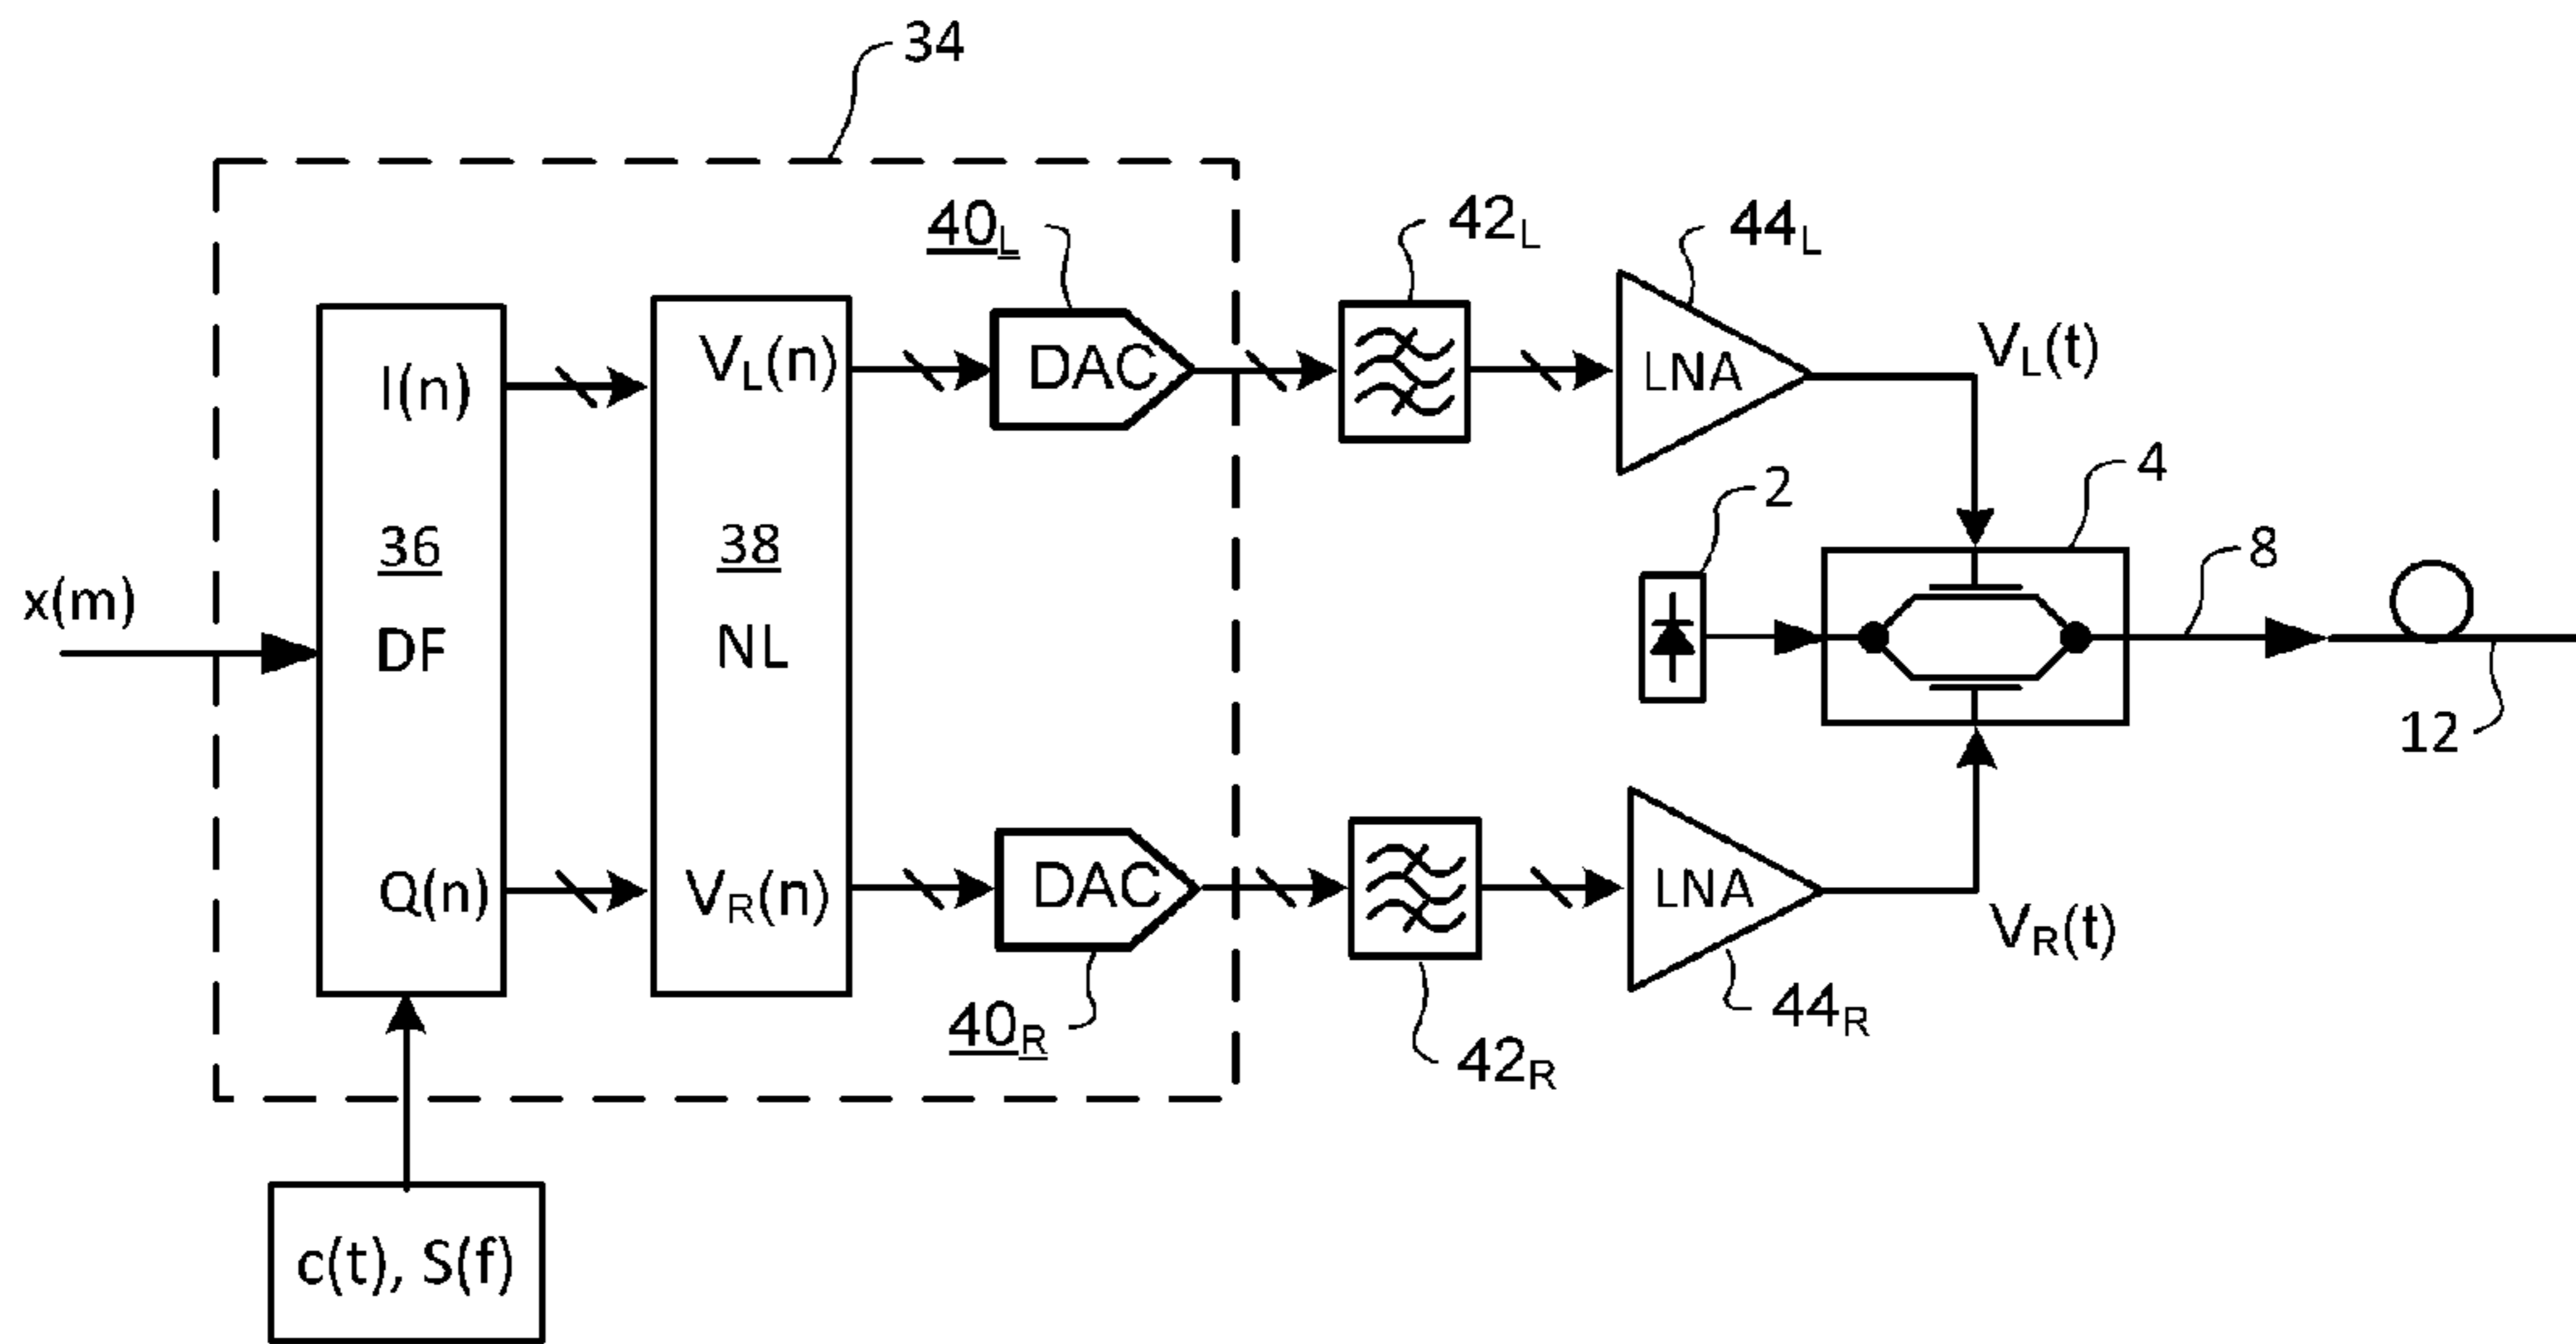 34
40L
42L
44L
I(n)
VL(n)
DAC
LNA
VL(t)
2
4
8
36
38
x(m)
DF
NL
12
Q(n)
VR(n)
DAC
LNA
VR(t)
40R
42R
44R
c(t), S(f)